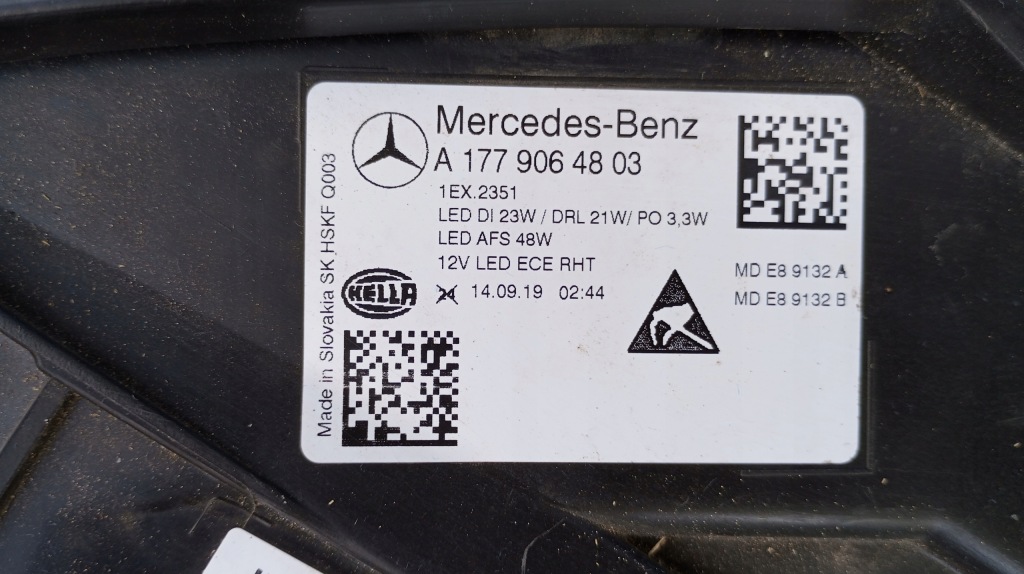 Mercedes-Benz
A 177 906 48 03
1EX.2351
LED DI 23W / DRL 21W/ PO 3,3W
LED AFS 48W
12V LED ECE RHT
14.09.19 02:44
HELLA
MD E8 9132 A
MD E8 9132 B
Made in Slovakia SK HSKF Q003